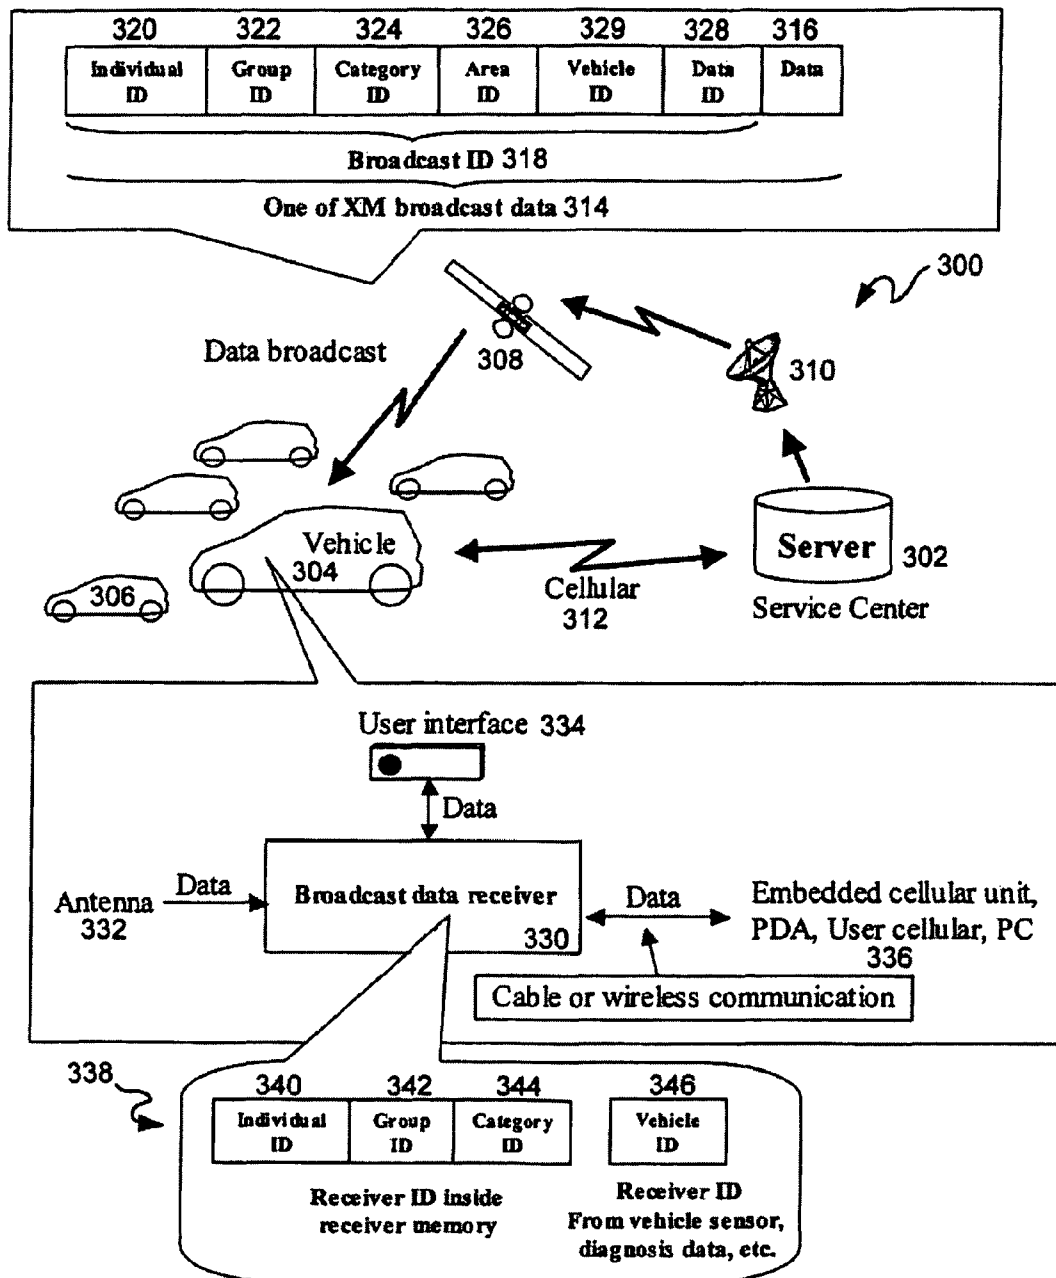 320 322 324 326 329 328 316
Individual ID Group ID Category ID Area ID Vehicle ID Data ID Data
Broadcast ID 318
One of XM broadcast data 314
300
Data broadcast
308
310
Vehicle
304
306
Cellular
312
Server
302
Service Center
User interface 334
Data
Antenna
332
Data
Broadcast data receiver
330
Data
Embedded cellular unit,
PDA, User cellular, PC
336
Cable or wireless communication
338
340 342 344 346
Individual ID Group ID Category ID Vehicle ID
Receiver ID inside
receiver memory
Receiver ID
From vehicle sensor,
diagnosis data, etc.